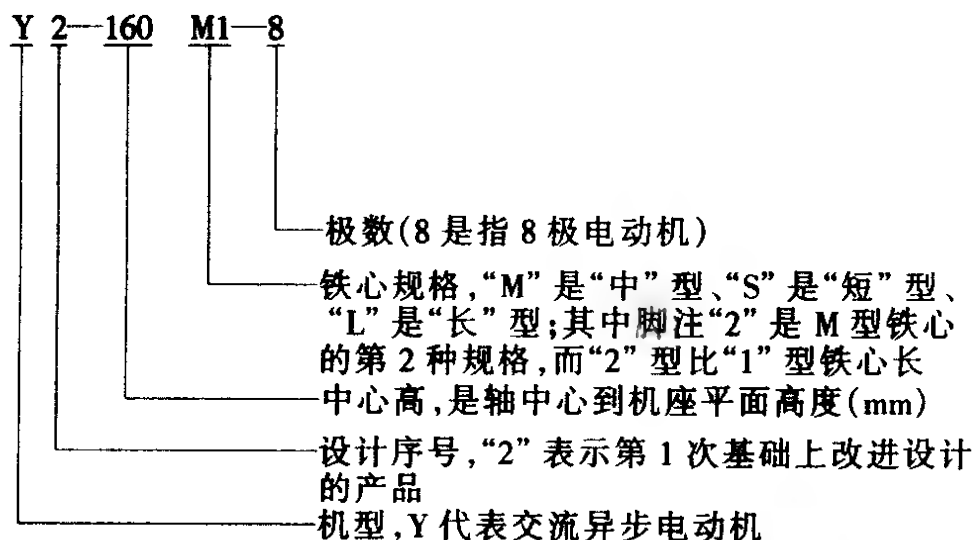 Y 2—160 M1—8
极数(8 是指 8 极电动机)
铁心规格,“M”是“中”型、“S”是“短”型、
“L”是“长”型;其中脚注“2”是 M 型铁心
的第 2 种规格,而“2”型比“1”型铁心长
中心高,是轴中心到机座平面高度(mm)
设计序号,“2”表示第 1 次基础上改进设计
的产品
机型,Y 代表交流异步电动机